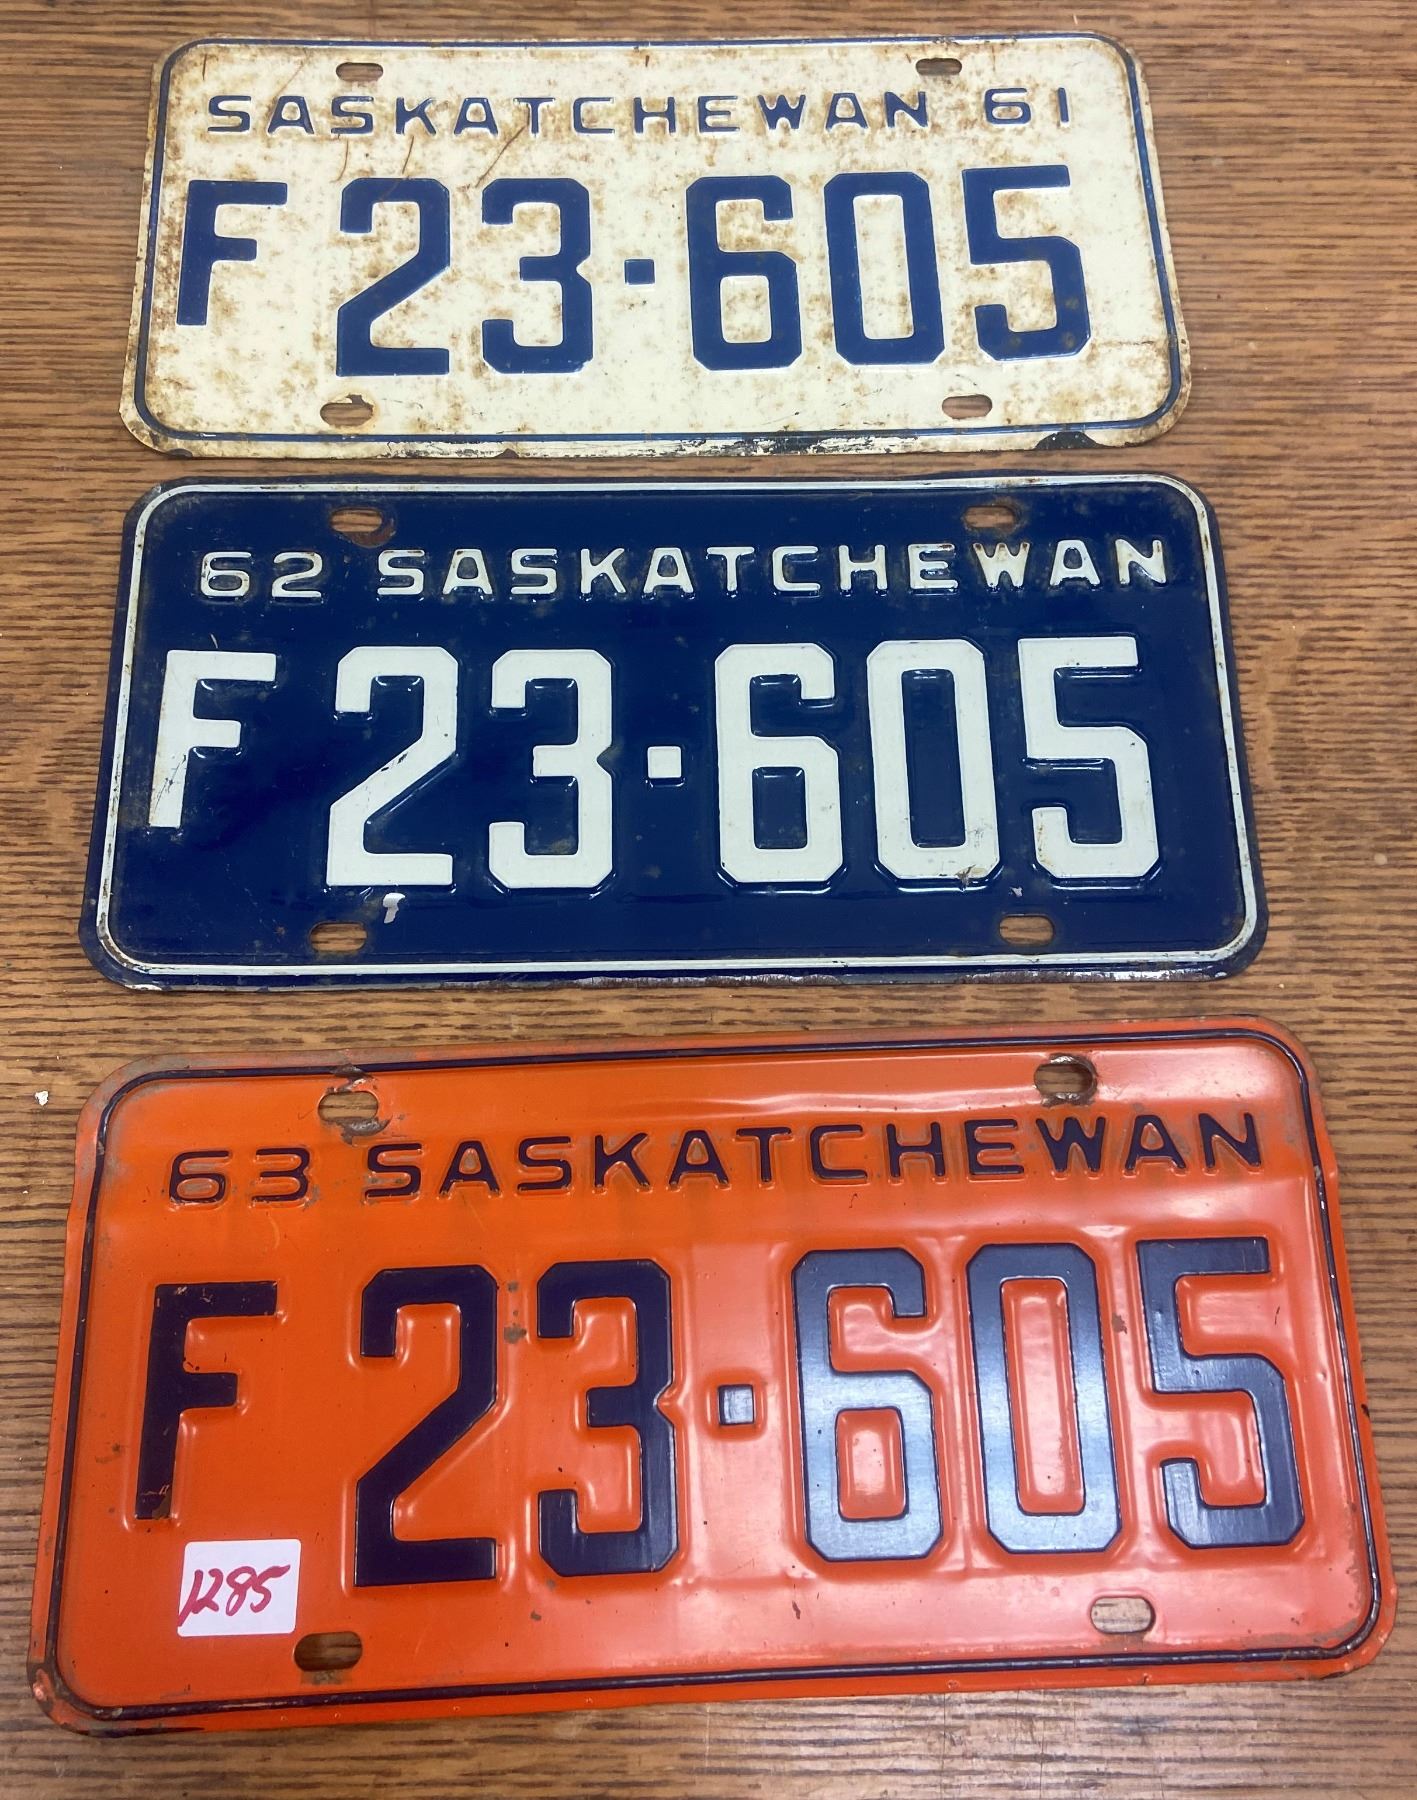 SASKATCHEWAN 61
F 23·605
62 SASKATCHEWAN
F 23·605
63 SASKATCHEWAN
F 23·605
1285